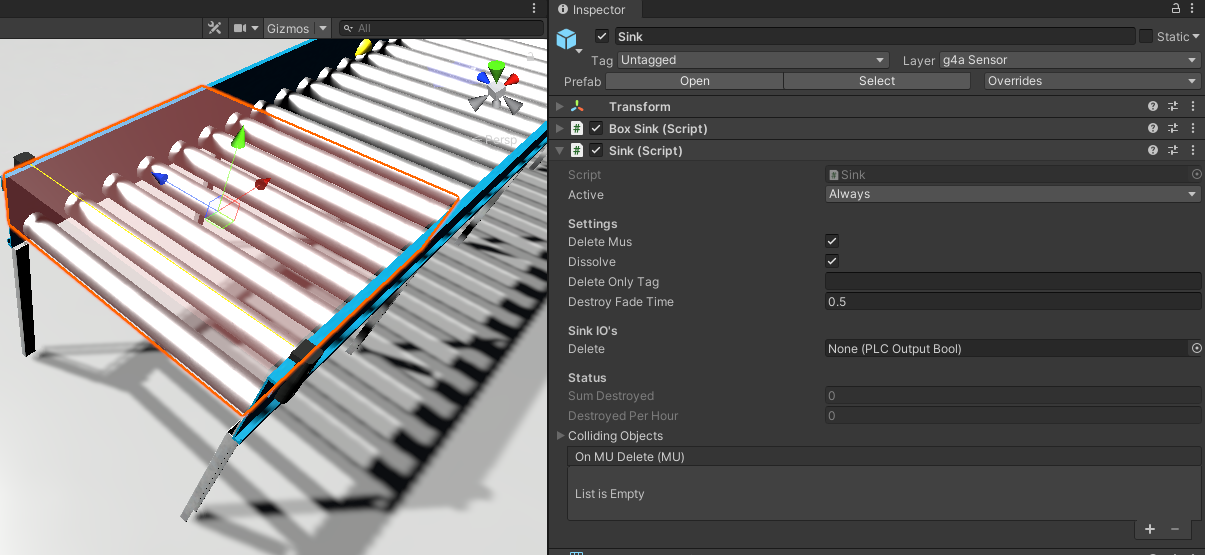 Inspector
Gizmos
All
Persp
Sink
Static
Tag
Untagged
Layer
g4a Sensor
Prefab
Open
Select
Overrides
Transform
Box Sink (Script)
Sink (Script)
Script
Sink
Active
Always
Settings
Delete Mus
Dissolve
Delete Only Tag
Destroy Fade Time
0.5
Sink IO's
Delete
None (PLC Output Bool)
Status
Sum Destroyed
0
Destroyed Per Hour
0
Colliding Objects
On MU Delete (MU)
List is Empty